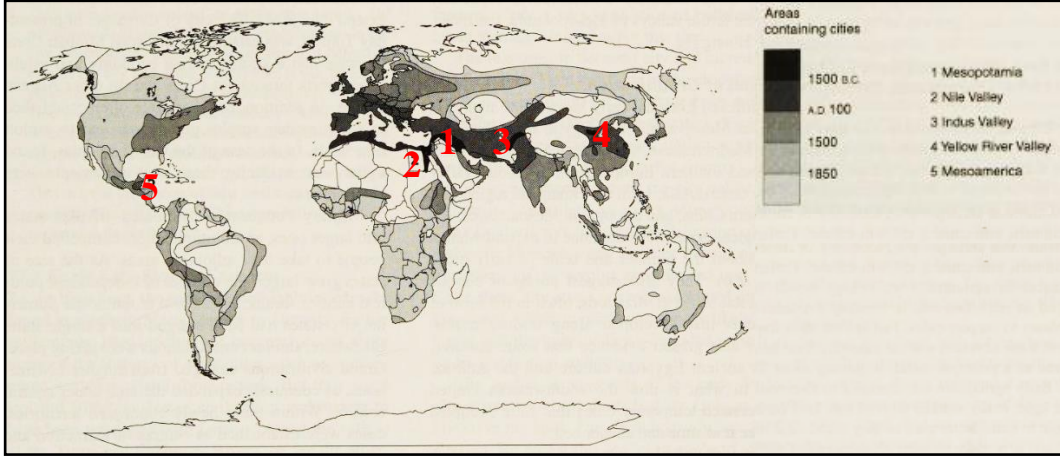 Areas
containing cities
1500 B.C.
A.D. 100
1500
1850
1 Mesopotamia
2 Nile Valley
3 Indus Valley
4 Yellow River Valley
5 Mesoamerica
1
2
3
4
5